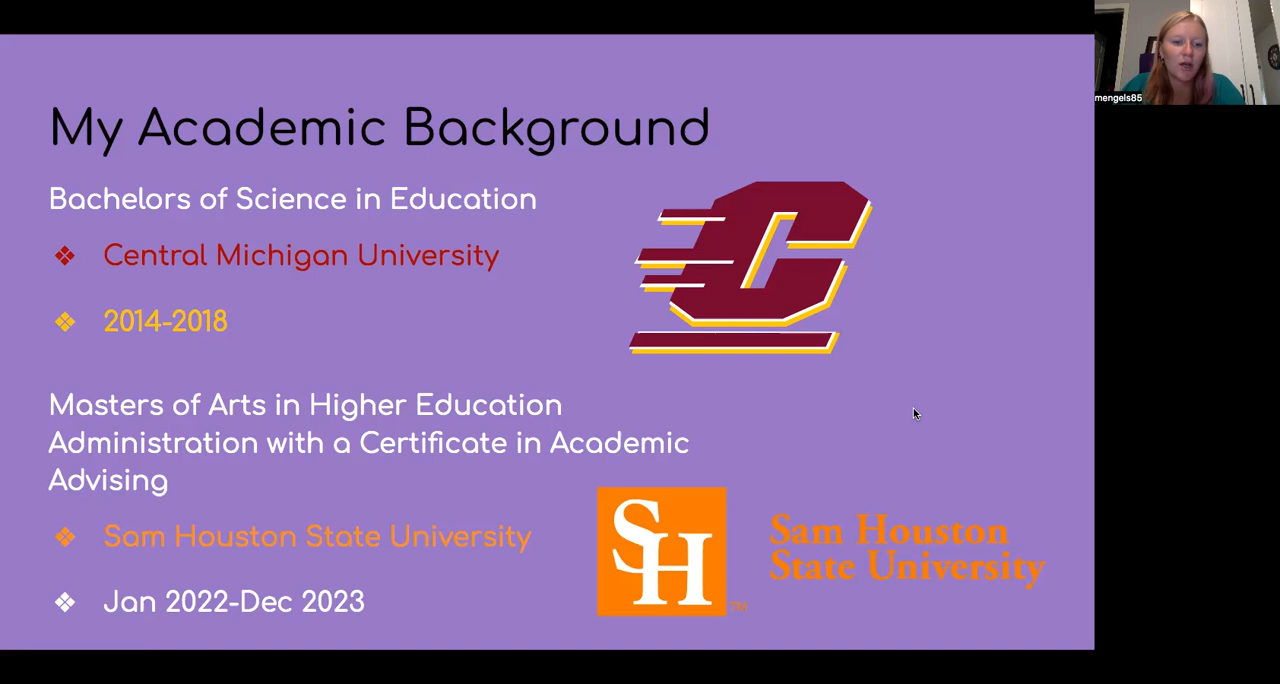 My Academic Background
Bachelors of Science in Education
❖ Central Michigan University
❖ 2014-2018
C
Masters of Arts in Higher Education
Administration with a Certificate in Academic
Advising
❖ Sam Houston State University
❖ Jan 2022-Dec 2023
SH
TM
Sam Houston
State University
mengels85